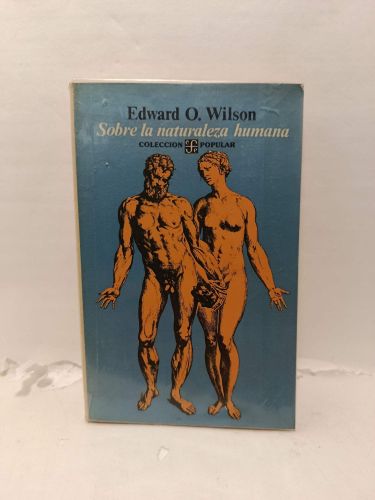 Edward O. Wilson
Sobre la naturaleza humana
COLECCION POPULAR